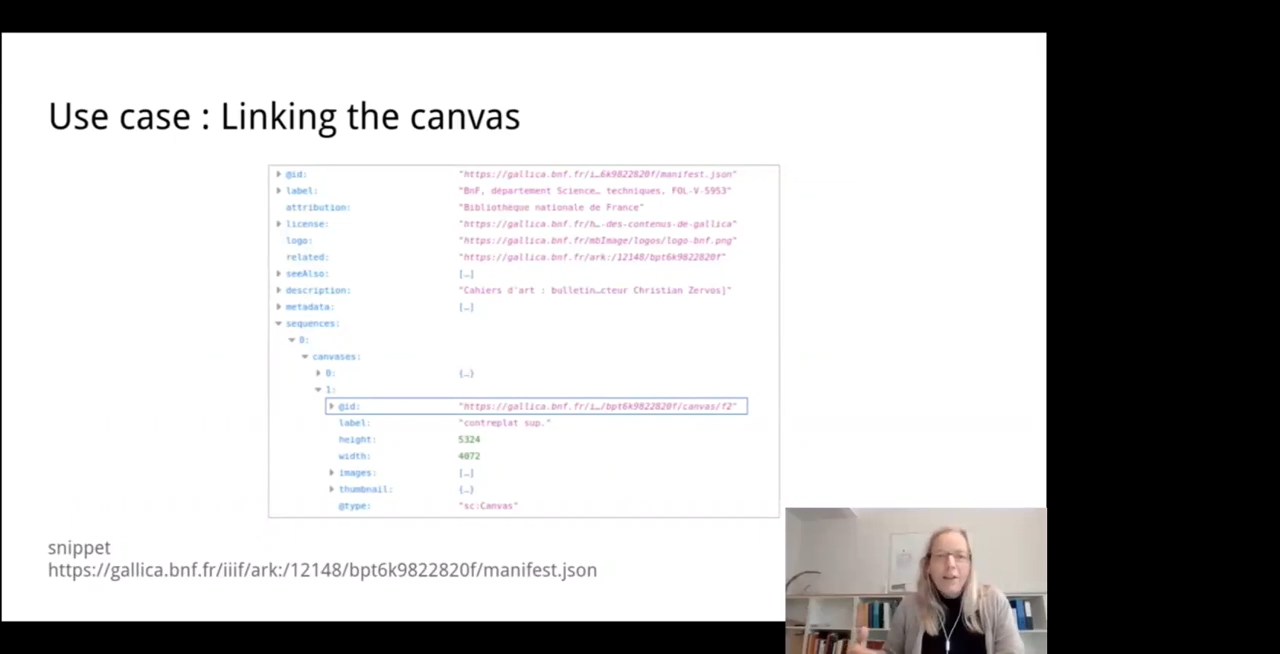 Use case : Linking the canvas
@id: "https://gallica.bnf.fr/i…6k9822820f/manifest.json"
label: "BnF, département Science… techniques, FOL-V-5953"
attribution: "Bibliothèque nationale de France"
license: "https://gallica.bnf.fr/h…-des-contenus-de-gallica"
logo: "https://gallica.bnf.fr/mbImage/logos/logo-bnf.png"
related: "https://gallica.bnf.fr/ark:/12148/bpt6k9822820f"
seeAlso: […]
description: "Cahiers d'art : bulletin…cteur Christian Zervos]"
metadata: […]
sequences:
0:
canvases:
0: {…}
1:
@id: "https://gallica.bnf.fr/i…/bpt6k9822820f/canvas/f2"
label: "contreplat sup."
height: 5324
width: 4072
images: […]
thumbnail: {…}
@type: "sc:Canvas"
snippet
https://gallica.bnf.fr/iiif/ark:/12148/bpt6k9822820f/manifest.json